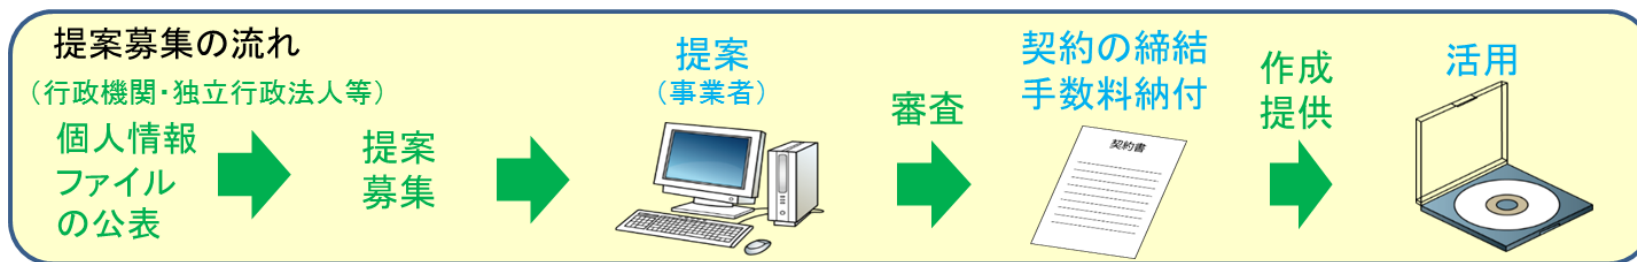 提案募集の流れ
（行政機関・独立行政法人等）
個人情報
ファイル
の公表
提案
募集
提案
（事業者）
審査
契約の締結
手数料納付
契約書
作成
提供
活用